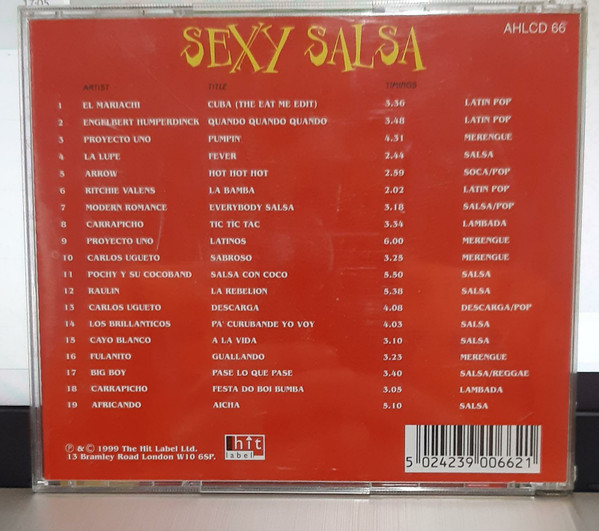 17:05
SEXY SALSA
AHLCD 66
ARTIST TITLE TIMINGS
1 EL MARIACHI CUBA (THE EAT ME EDIT) 3.36 LATIN POP
2 ENGELBERT HUMPERDINCK QUANDO QUANDO QUANDO 3.48 LATIN POP
3 PROYECTO UNO PUMPIN' 4.31 MERENGUE
4 LA LUPE FEVER 2.44 SALSA
5 ARROW HOT HOT HOT 2.59 SOCA/POP
6 RITCHIE VALENS LA BAMBA 2.02 LATIN POP
7 MODERN ROMANCE EVERYBODY SALSA 3.18 SALSA/POP
8 CARRAPICHO TIC TIC TAC 3.34 LAMBADA
9 PROYECTO UNO LATINOS 6.00 MERENGUE
10 CARLOS UGUETO SABROSO 3.25 MERENGUE
11 POCHY Y SU COCOBAND SALSA CON COCO 5.50 SALSA
12 RAULIN LA REBELION 5.38 SALSA
13 CARLOS UGUETO DESCARGA 4.08 DESCARGA/POP
14 LOS BRILLANTICOS PA' CURUBANDE YO VOY 4.03 SALSA
15 CAYO BLANCO A LA VIDA 3.10 SALSA
16 FULANITO GUALLANDO 3.23 MERENGUE
17 BIG BOY PASE LO QUE PASE 3.40 SALSA/REGGAE
18 CARRAPICHO FESTA DO BOI BUMBA 3.05 LAMBADA
19 AFRICANDO AICHA 5.10 SALSA
℗ & © 1999 The Hit Label Ltd.
13 Bramley Road London W10 6SP.
the hit
label
5 024239 006621